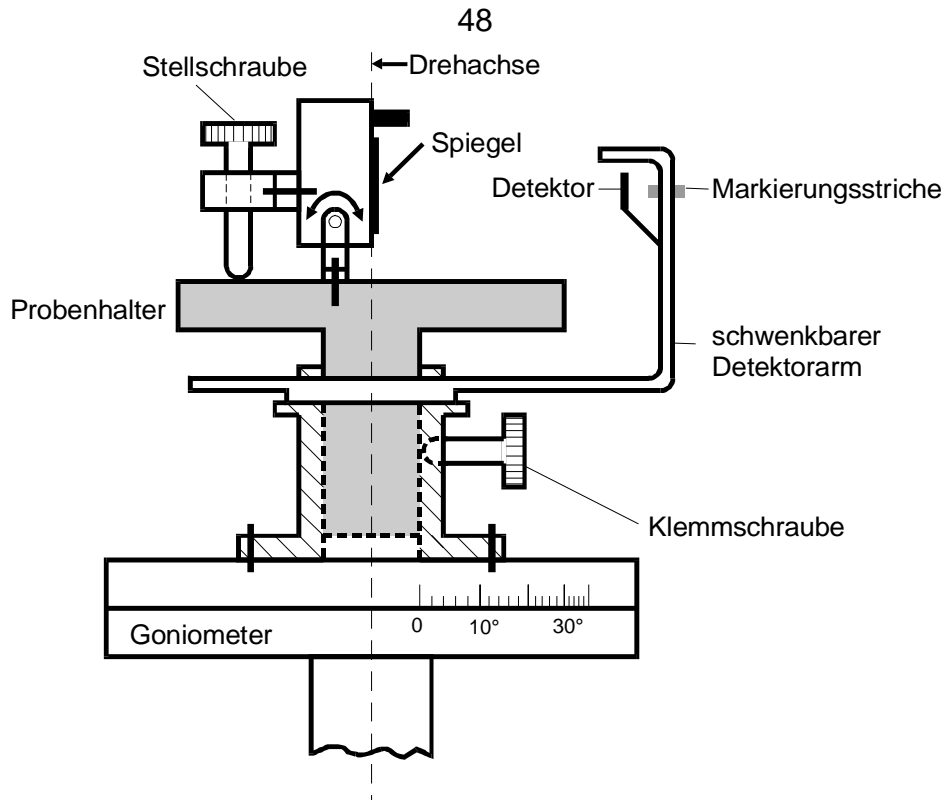 48
Stellschraube
Drehachse
Spiegel
Detektor
Markierungsstriche
Probenhalter
schwenkbarer
Detektorarm
Klemmschraube
0 10° 30°
Goniometer